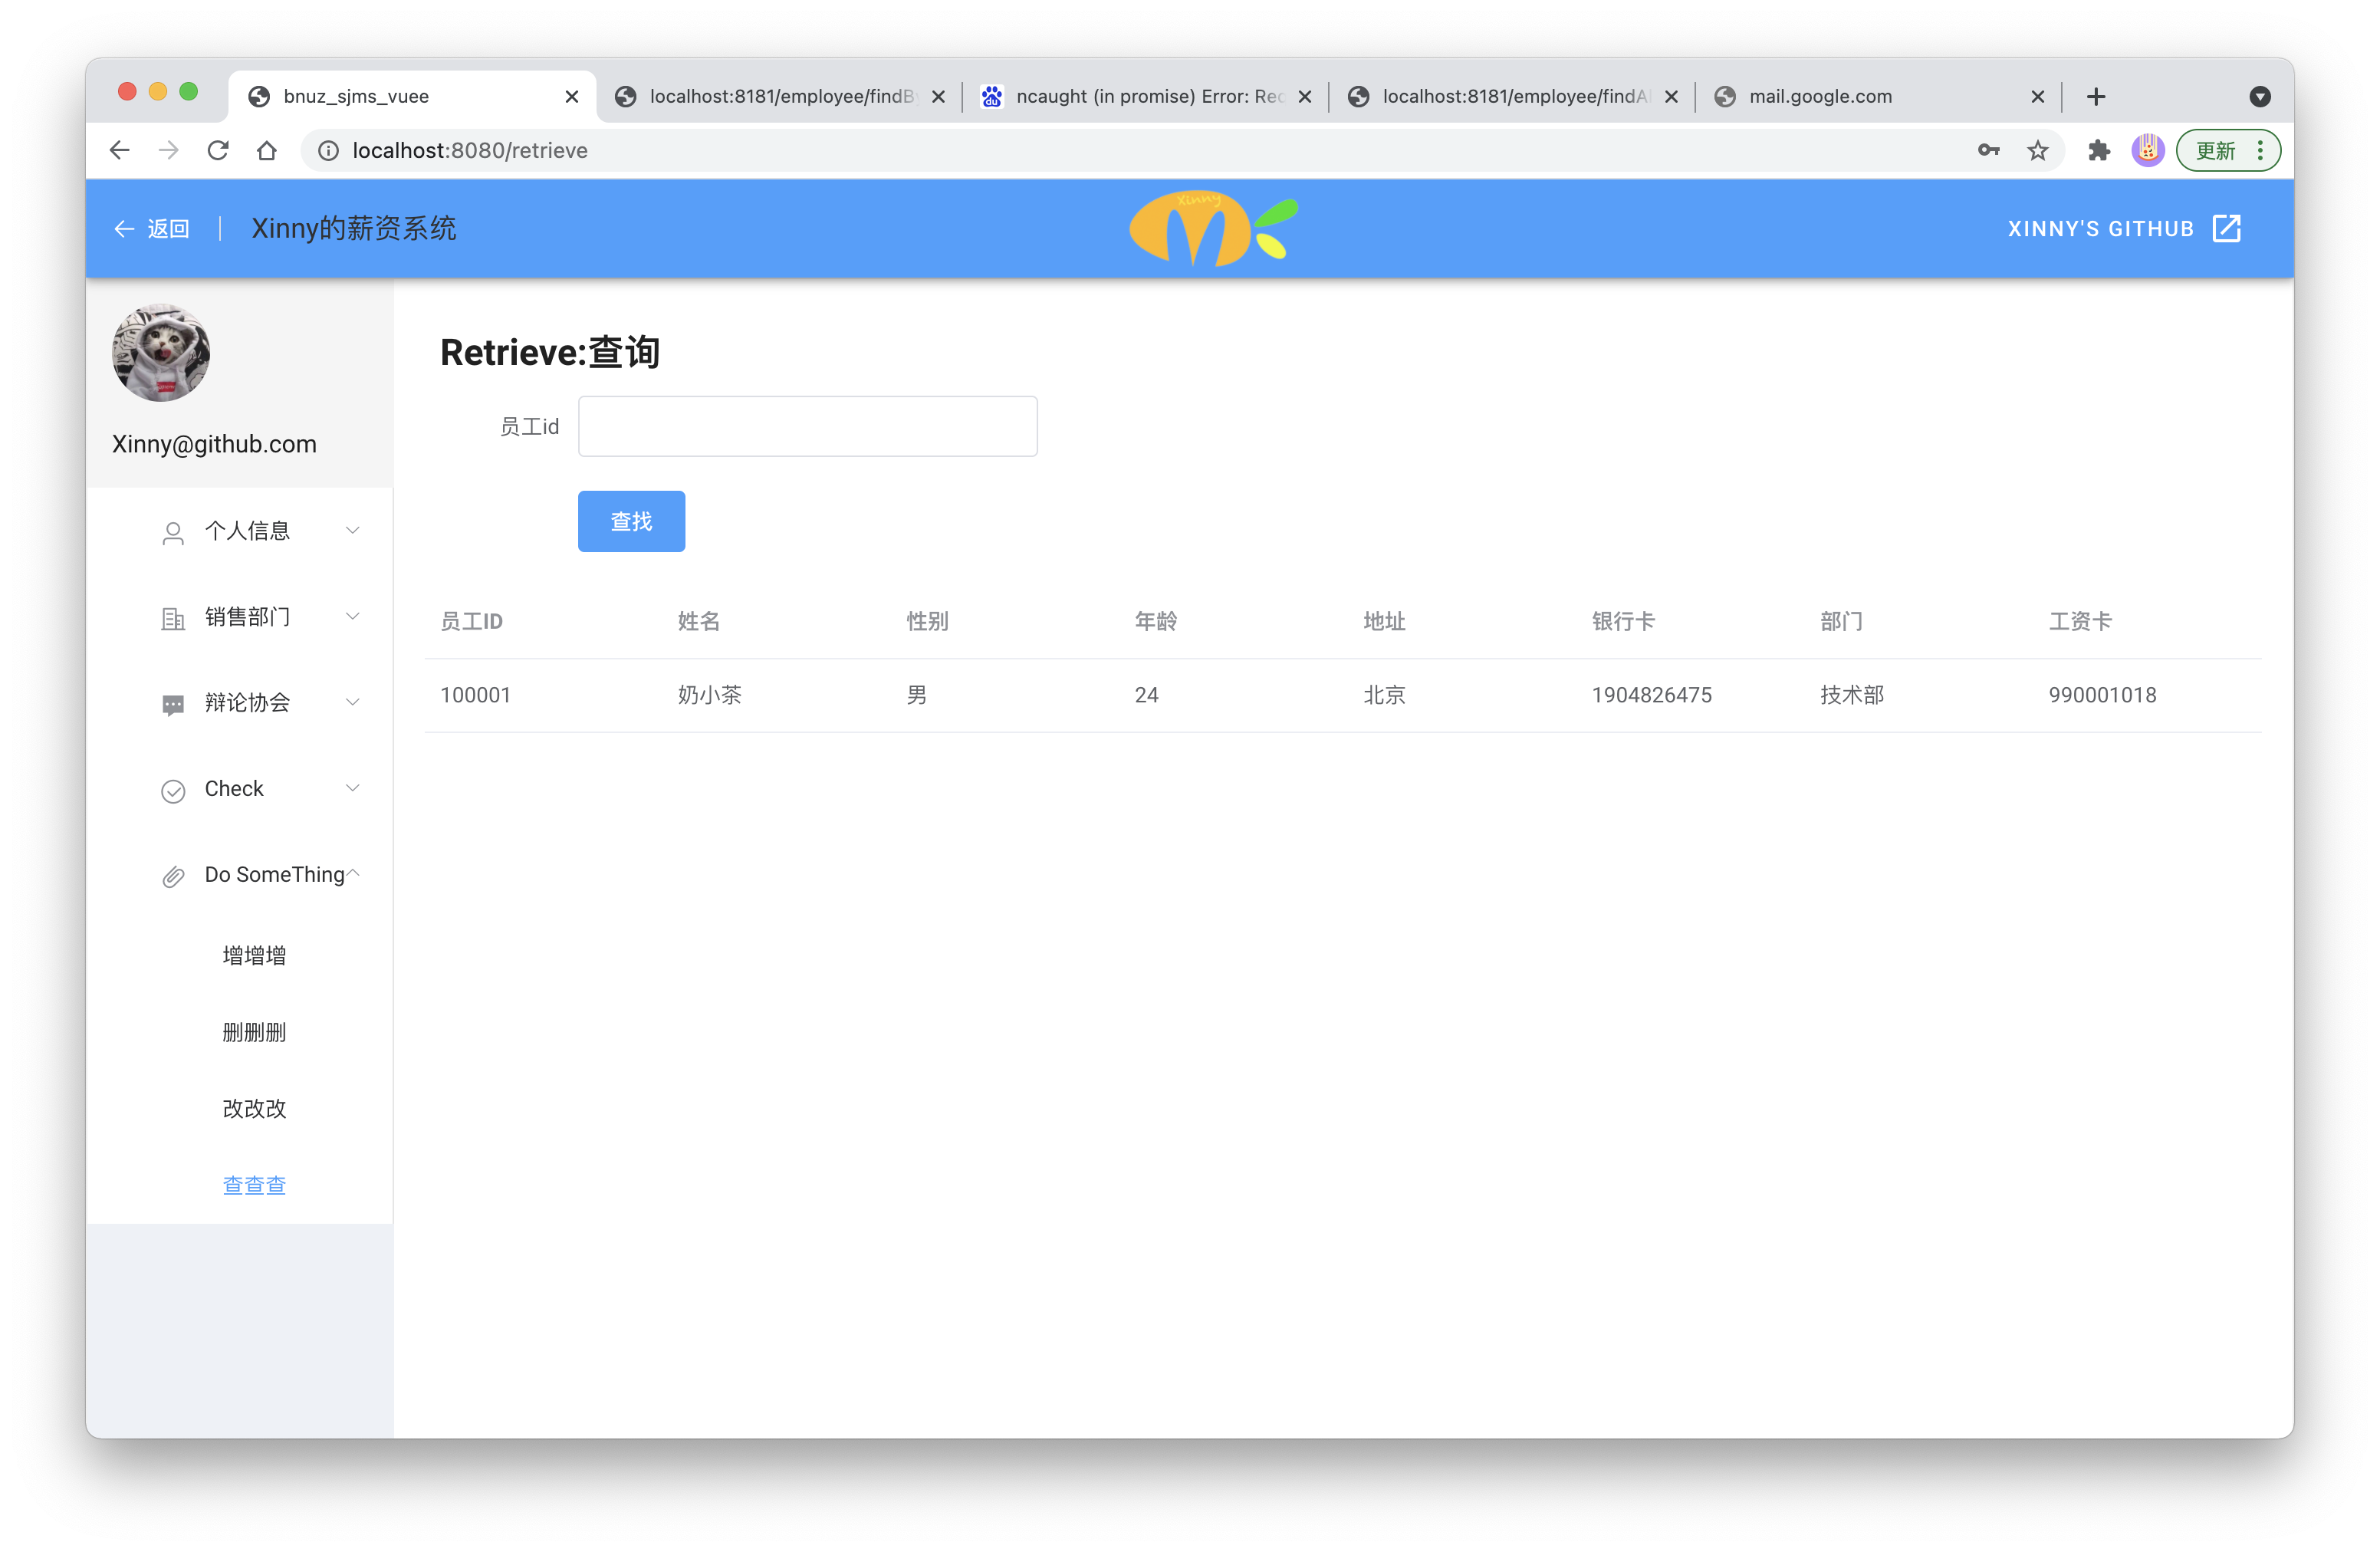 bnuz_sjms_vuee
localhost:8181/employee/findBy
ncaught (in promise) Error: Rec
localhost:8181/employee/findAl
mail.google.com
localhost:8080/retrieve
更新
返回
Xinny的薪资系统
xinny
XINNY'S GITHUB
Xinny@github.com
个人信息
销售部门
辩论协会
Check
Do SomeThing
增增增
删删删
改改改
查查查
Retrieve:查询
员工id
查找
员工ID 姓名 性别 年龄 地址 银行卡 部门 工资卡
100001 奶小茶 男 24 北京 1904826475 技术部 990001018